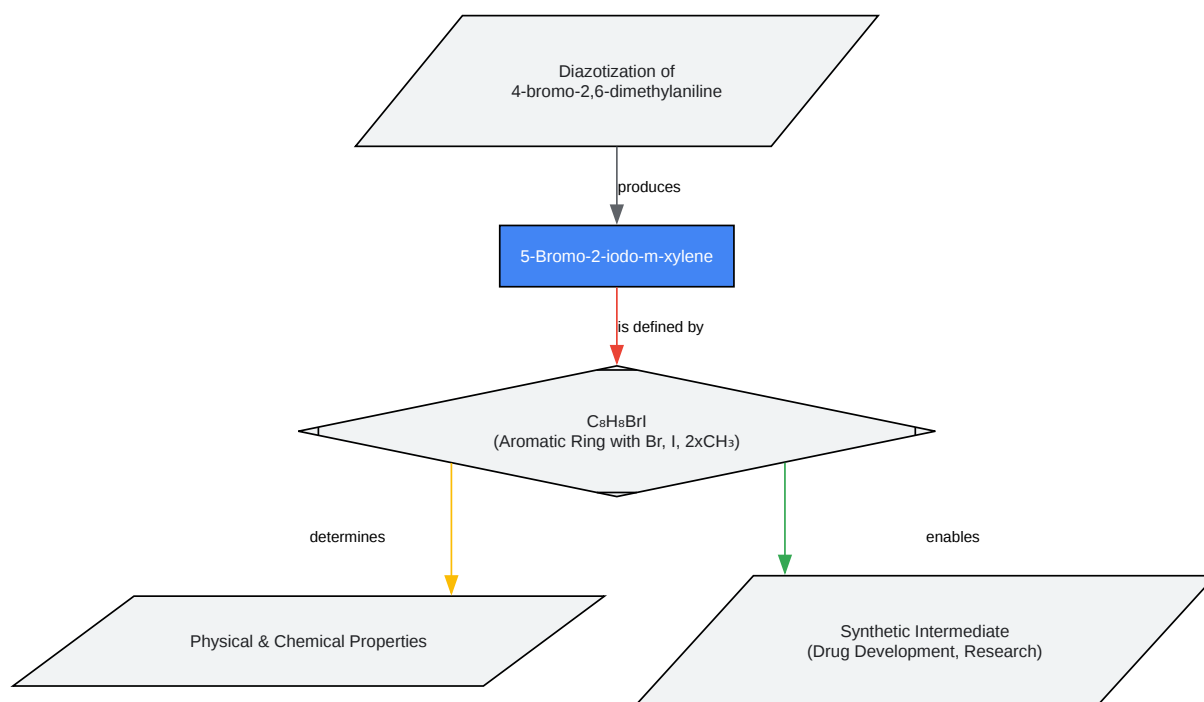 Diazotization of
4-bromo-2,6-dimethylaniline
produces
5-Bromo-2-iodo-m-xylene
is defined by
C₈H₈BrI
(Aromatic Ring with Br, I, 2xCH₃)
determines
enables
Physical & Chemical Properties
Synthetic Intermediate
(Drug Development, Research)